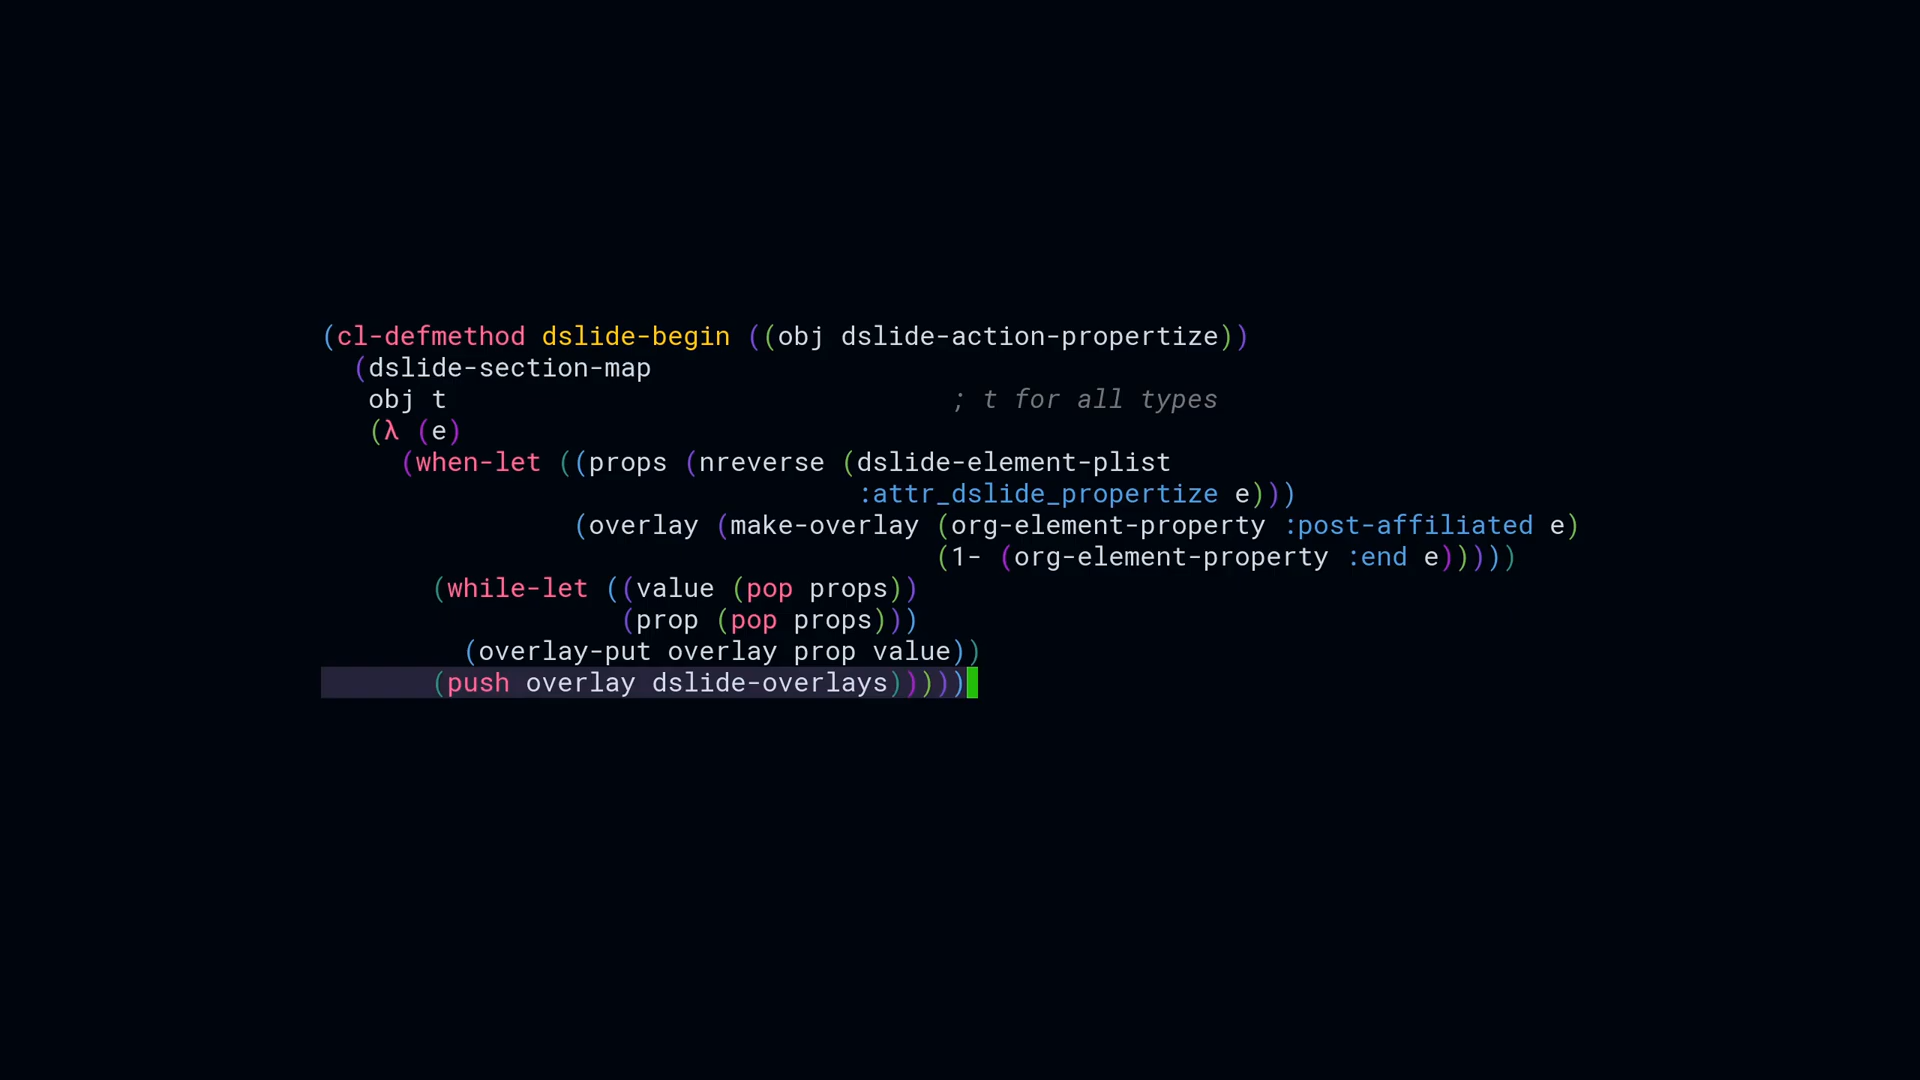 (cl-defmethod dslide-begin ((obj dslide-action-propertize))
  (dslide-section-map
   obj t                                ; t for all types
   (λ (e)
     (when-let ((props (nreverse (dslide-element-plist
                                  :attr_dslide_propertize e)))
                (overlay (make-overlay (org-element-property :post-affiliated e)
                                       (1- (org-element-property :end e)))))
       (while-let ((value (pop props))
                   (prop (pop props)))
         (overlay-put overlay prop value))
       (push overlay dslide-overlays)))))